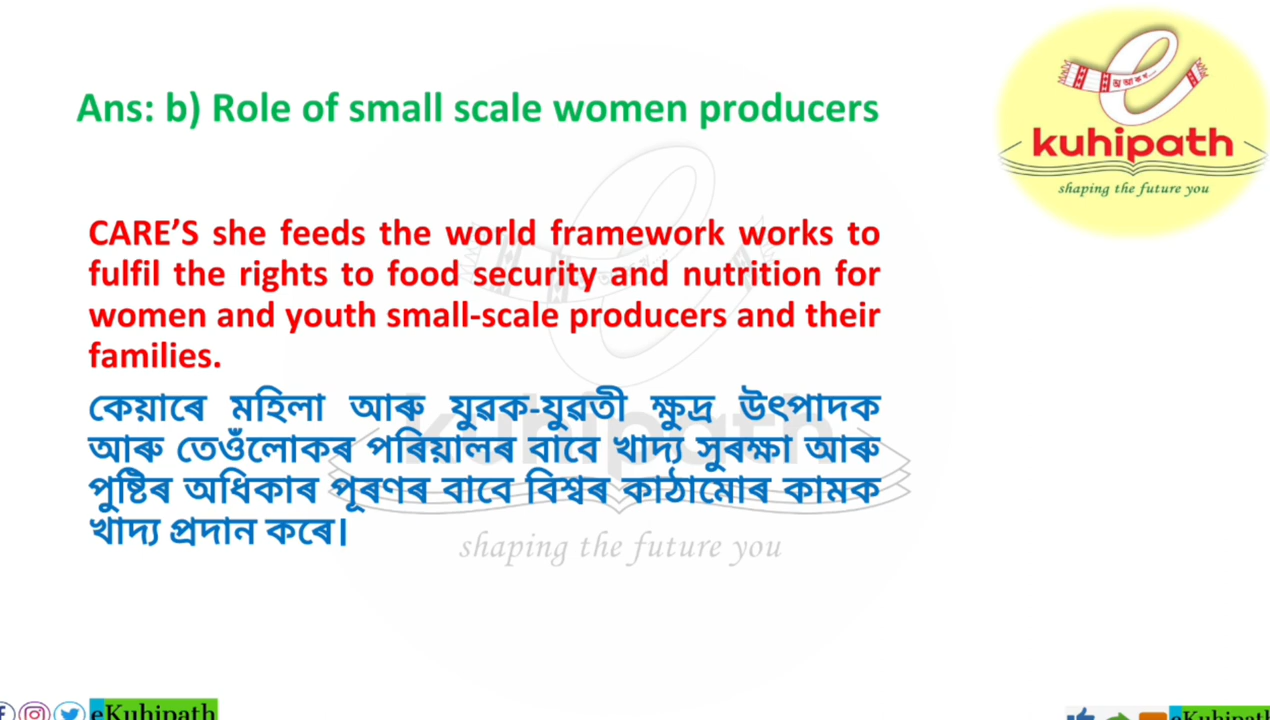 Ans: b) Role of small scale women producers
kuhipath
shaping the future you
CARE’S she feeds the world framework works to
fulfil the rights to food security and nutrition for
women and youth small-scale producers and their
families.
কেয়াৰে মহিলা আৰু যুৱক-যুৱতী ক্ষুদ্ৰ উৎপাদক
আৰু তেওঁলোকৰ পৰিয়ালৰ বাবে খাদ্য সুৰক্ষা আৰু
পুষ্টিৰ অধিকাৰ পূৰণৰ বাবে বিশ্বৰ কাঠামোৰ কামক
খাদ্য প্ৰদান কৰে।
kuhipath
shaping the future you
eKuhipath
eKuhipath